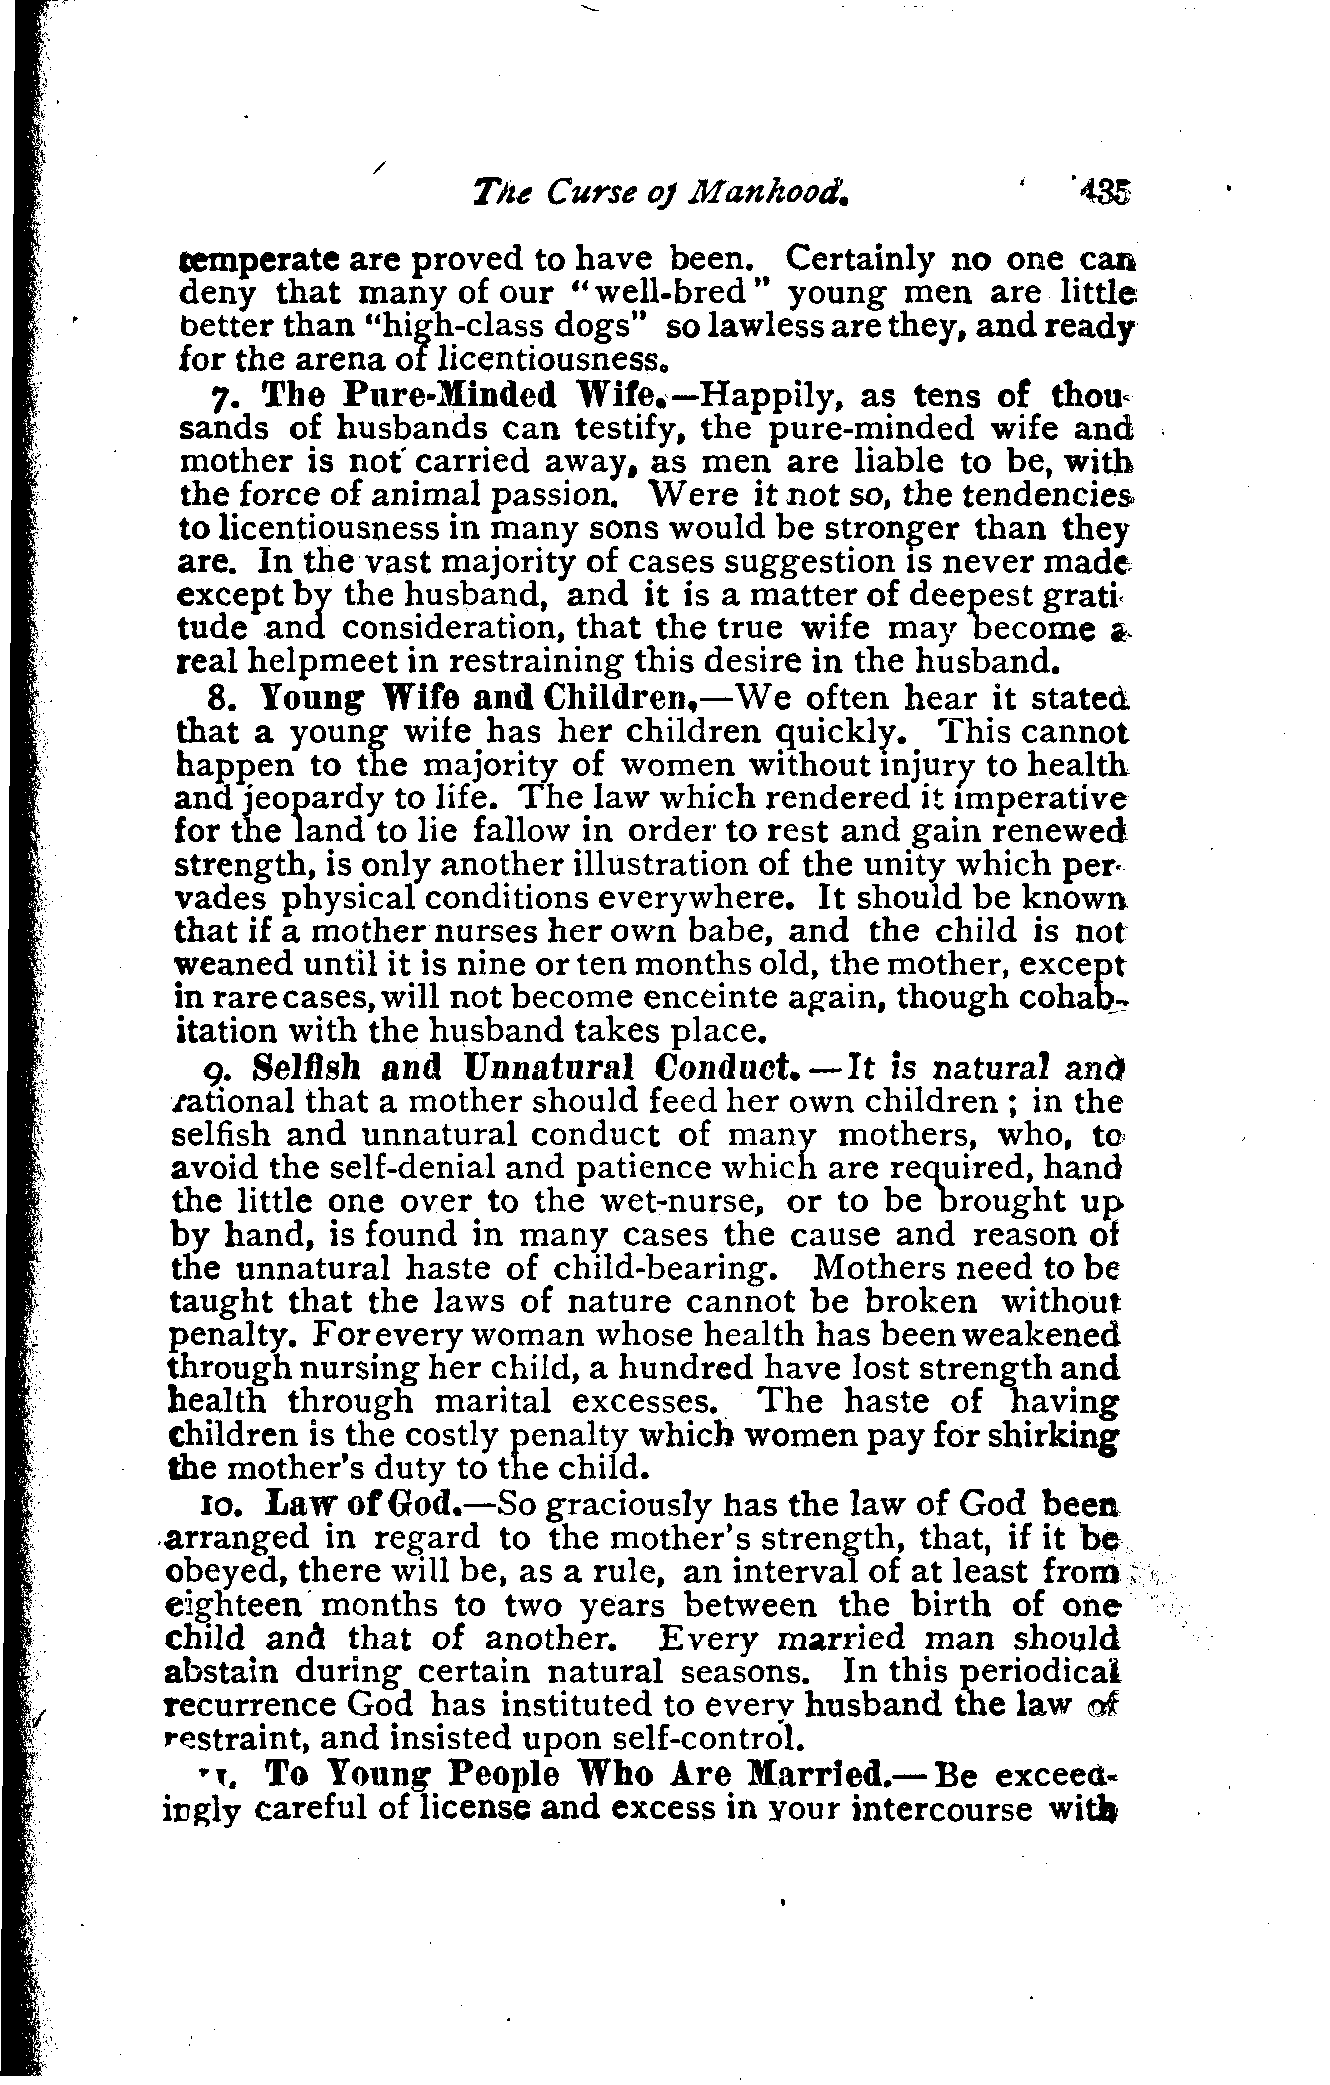 The Curse of Manhood. 435
temperate are proved to have been. Certainly no one can
deny that many of our "well-bred" young men are little
better than "high-class dogs" so lawless are they, and ready
for the arena of licentiousness.
7. The Pure-Minded Wife.—Happily, as tens of thou-
sands of husbands can testify, the pure-minded wife and
mother is not carried away, as men are liable to be, with
the force of animal passion. Were it not so, the tendencies
to licentiousness in many sons would be stronger than they
are. In the vast majority of cases suggestion is never made
except by the husband, and it is a matter of deepest grati-
tude and consideration, that the true wife may become a
real helpmeet in restraining this desire in the husband.
8. Young Wife and Children,—We often hear it stated
that a young wife has her children quickly. This cannot
happen to the majority of women without injury to health
and jeopardy to life. The law which rendered it imperative
for the land to lie fallow in order to rest and gain renewed
strength, is only another illustration of the unity which per-
vades physical conditions everywhere. It should be known
that if a mother nurses her own babe, and the child is not
weaned until it is nine or ten months old, the mother, except
in rare cases, will not become enceinte again, though cohab-
itation with the husband takes place.
9. Selfish and Unnatural Conduct.—It is natural and
rational that a mother should feed her own children; in the
selfish and unnatural conduct of many mothers, who, to
avoid the self-denial and patience which are required, hand
the little one over to the wet-nurse, or to be brought up
by hand, is found in many cases the cause and reason of
the unnatural haste of child-bearing. Mothers need to be
taught that the laws of nature cannot be broken without
penalty. For every woman whose health has been weakened
through nursing her child, a hundred have lost strength and
health through marital excesses. The haste of having
children is the costly penalty which women pay for shirking
the mother's duty to the child.
10. Law of God.—So graciously has the law of God been
arranged in regard to the mother's strength, that, if it be
obeyed, there will be, as a rule, an interval of at least from
eighteen months to two years between the birth of one
child and that of another. Every married man should
abstain during certain natural seasons. In this periodical
recurrence God has instituted to every husband the law of
restraint, and insisted upon self-control.
11. To Young People Who Are Married.—Be exceed-
ingly careful of license and excess in your intercourse with